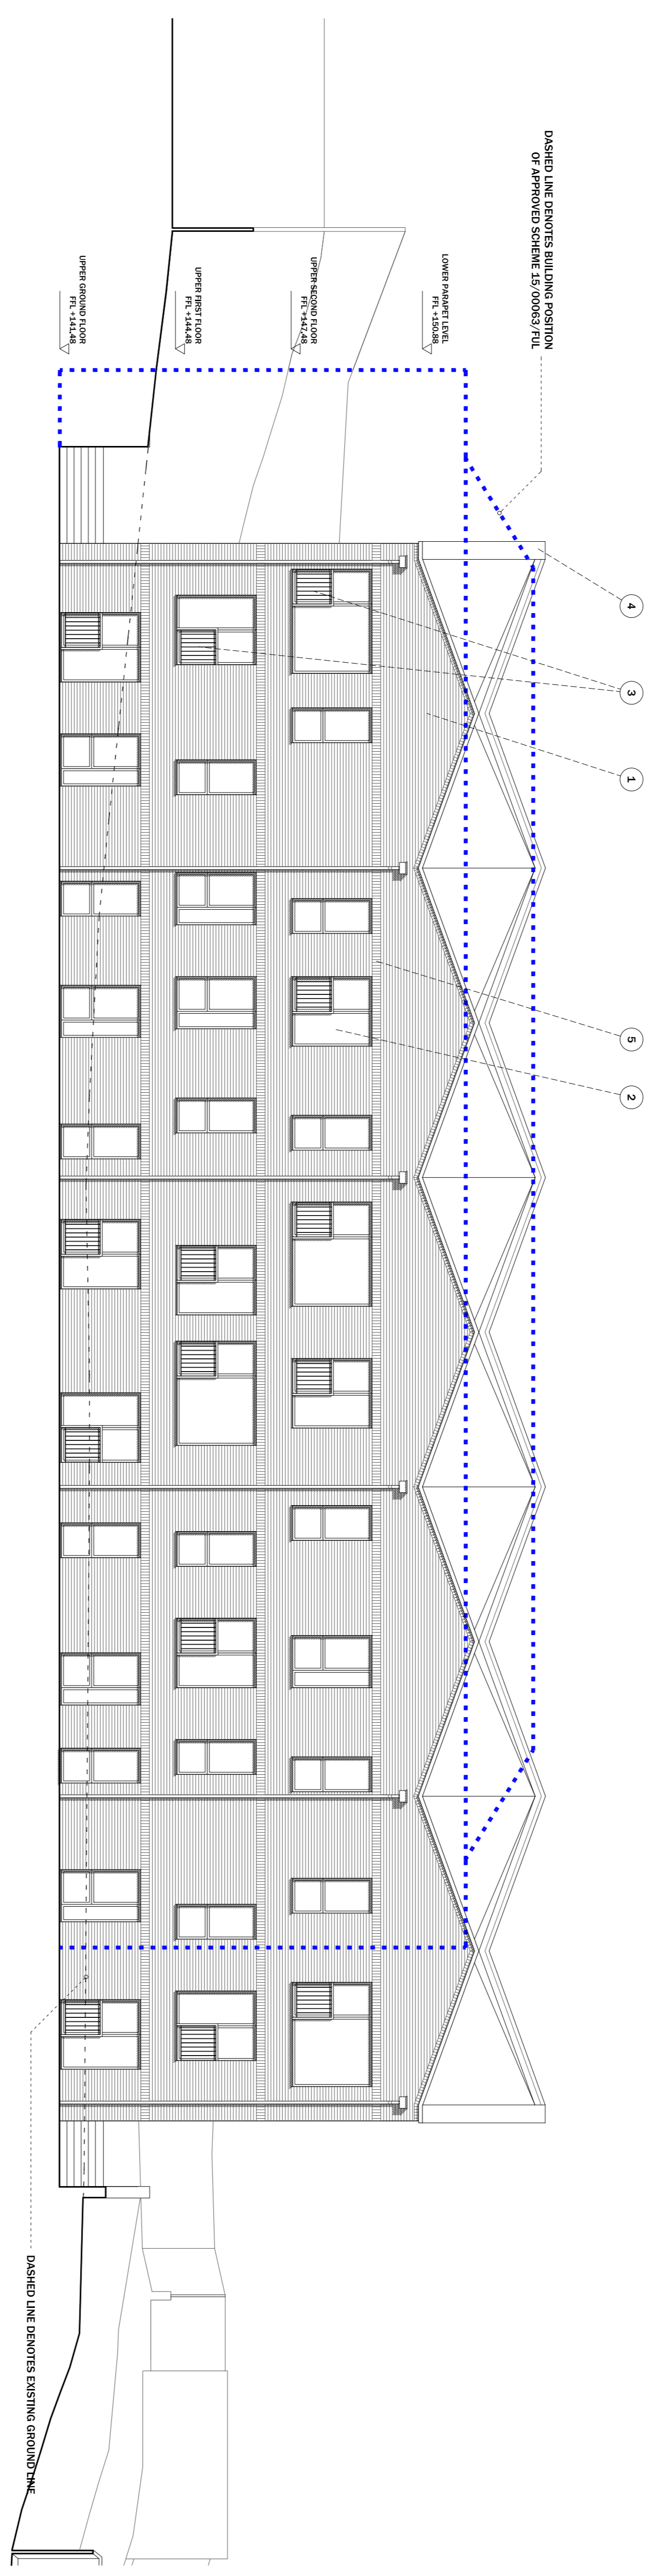 DASHED LINE DENOTES BUILDING POSITION
OF APPROVED SCHEME 15/00063/FUL
4
3
1
5
2
LOWER PARAPET LEVEL
FFL +150.88
UPPER SECOND FLOOR
FFL +147.48
UPPER FIRST FLOOR
FFL +144.48
UPPER GROUND FLOOR
FFL +141.48
DASHED LINE DENOTES EXISTING GROUND LINE